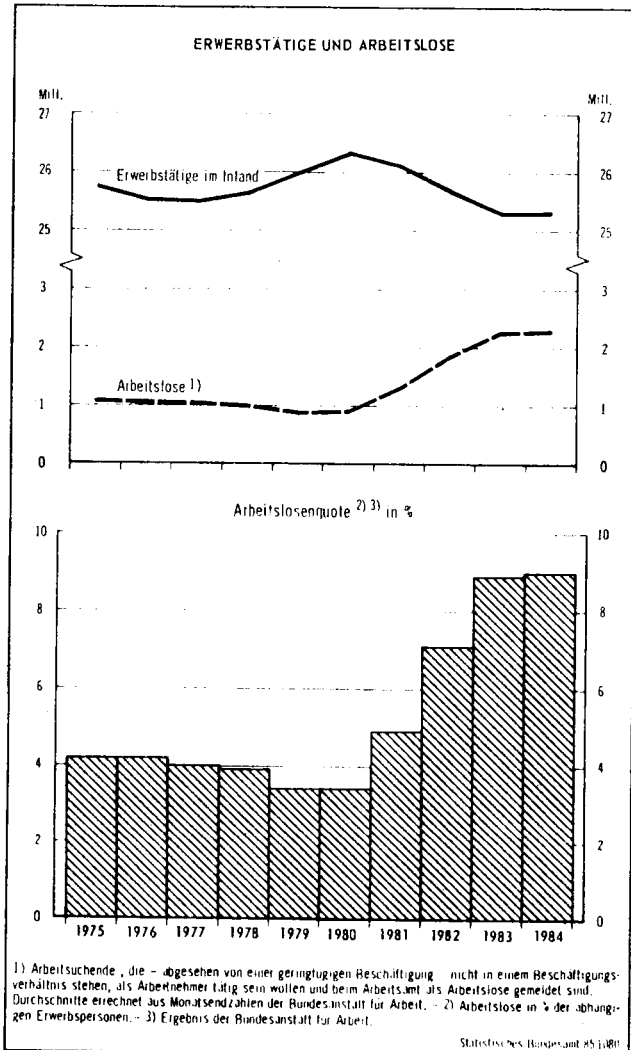 ERWERBSTÄTIGE UND ARBEITSLOSE
Mill. Mill.
27 27
Erwerbstätige im Inland
26 26
25 25
3 3
2 2
Arbeitslose 1)
1 1
0 0
Arbeitslosenquote 2) 3) in %
10 10
8 8
6 6
4 4
2 2
0 0
1975 1976 1977 1978 1979 1980 1981 1982 1983 1984
1) Arbeitsuchende, die - abgesehen von einer geringfügigen Beschäftigung nicht in einem Beschäftigungs-
verhältnis stehen, als Arbeitnehmer tätig sein wollen und beim Arbeitsamt als Arbeitslose gemeldet sind.
Durchschnitte errechnet aus Monatsendzahlen der Bundesanstalt für Arbeit. - 2) Arbeitslose in % der abhängi-
gen Erwerbspersonen. - 3) Ergebnis der Bundesanstalt für Arbeit.
Statistisches Bundesamt 85 1080